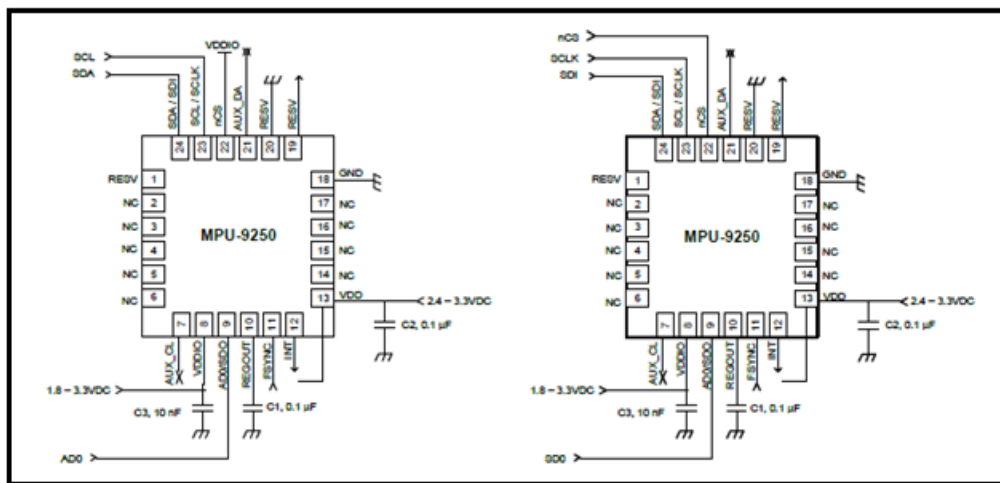 SCL
SDA
VDDIO
SDA / SDI
SCL / SCLK
nCS
AUX_DA
RESV
RESV
24
23
22
21
20
19
RESV 1
NC 2
NC 3
NC 4
NC 5
NC 6
MPU-9250
18 GND
17 NC
16 NC
15 NC
14 NC
13 VDD
2.4 – 3.3VDC
C2, 0.1 µF
7
8
9
10
11
12
AUX_CL
VDDIO
AD0/SDO
REGOUT
FSYNC
INT
1.8 – 3.3VDC
C3, 10 nF
C1, 0.1 µF
AD0
nCS
SCLK
SDI
SDA / SDI
SCL / SCLK
nCS
AUX_DA
RESV
RESV
24
23
22
21
20
19
RESV 1
NC 2
NC 3
NC 4
NC 5
NC 6
MPU-9250
18 GND
17 NC
16 NC
15 NC
14 NC
13 VDD
2.4 – 3.3VDC
C2, 0.1 µF
7
8
9
10
11
12
AUX_CL
VDDIO
AD0/SDO
REGOUT
FSYNC
INT
1.8 – 3.3VDC
C3, 10 nF
C1, 0.1 µF
SD0